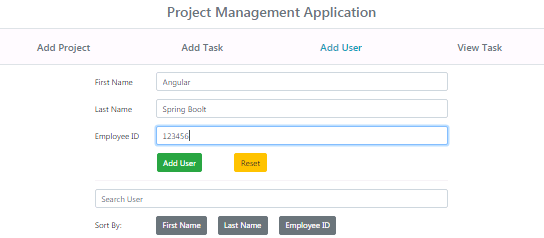 Project Management Application
Add Project Add Task Add User View Task
First Name Angular
Last Name Spring Boolt
Employee ID 123456
Add User Reset
Search User
Sort By: First Name Last Name Employee ID